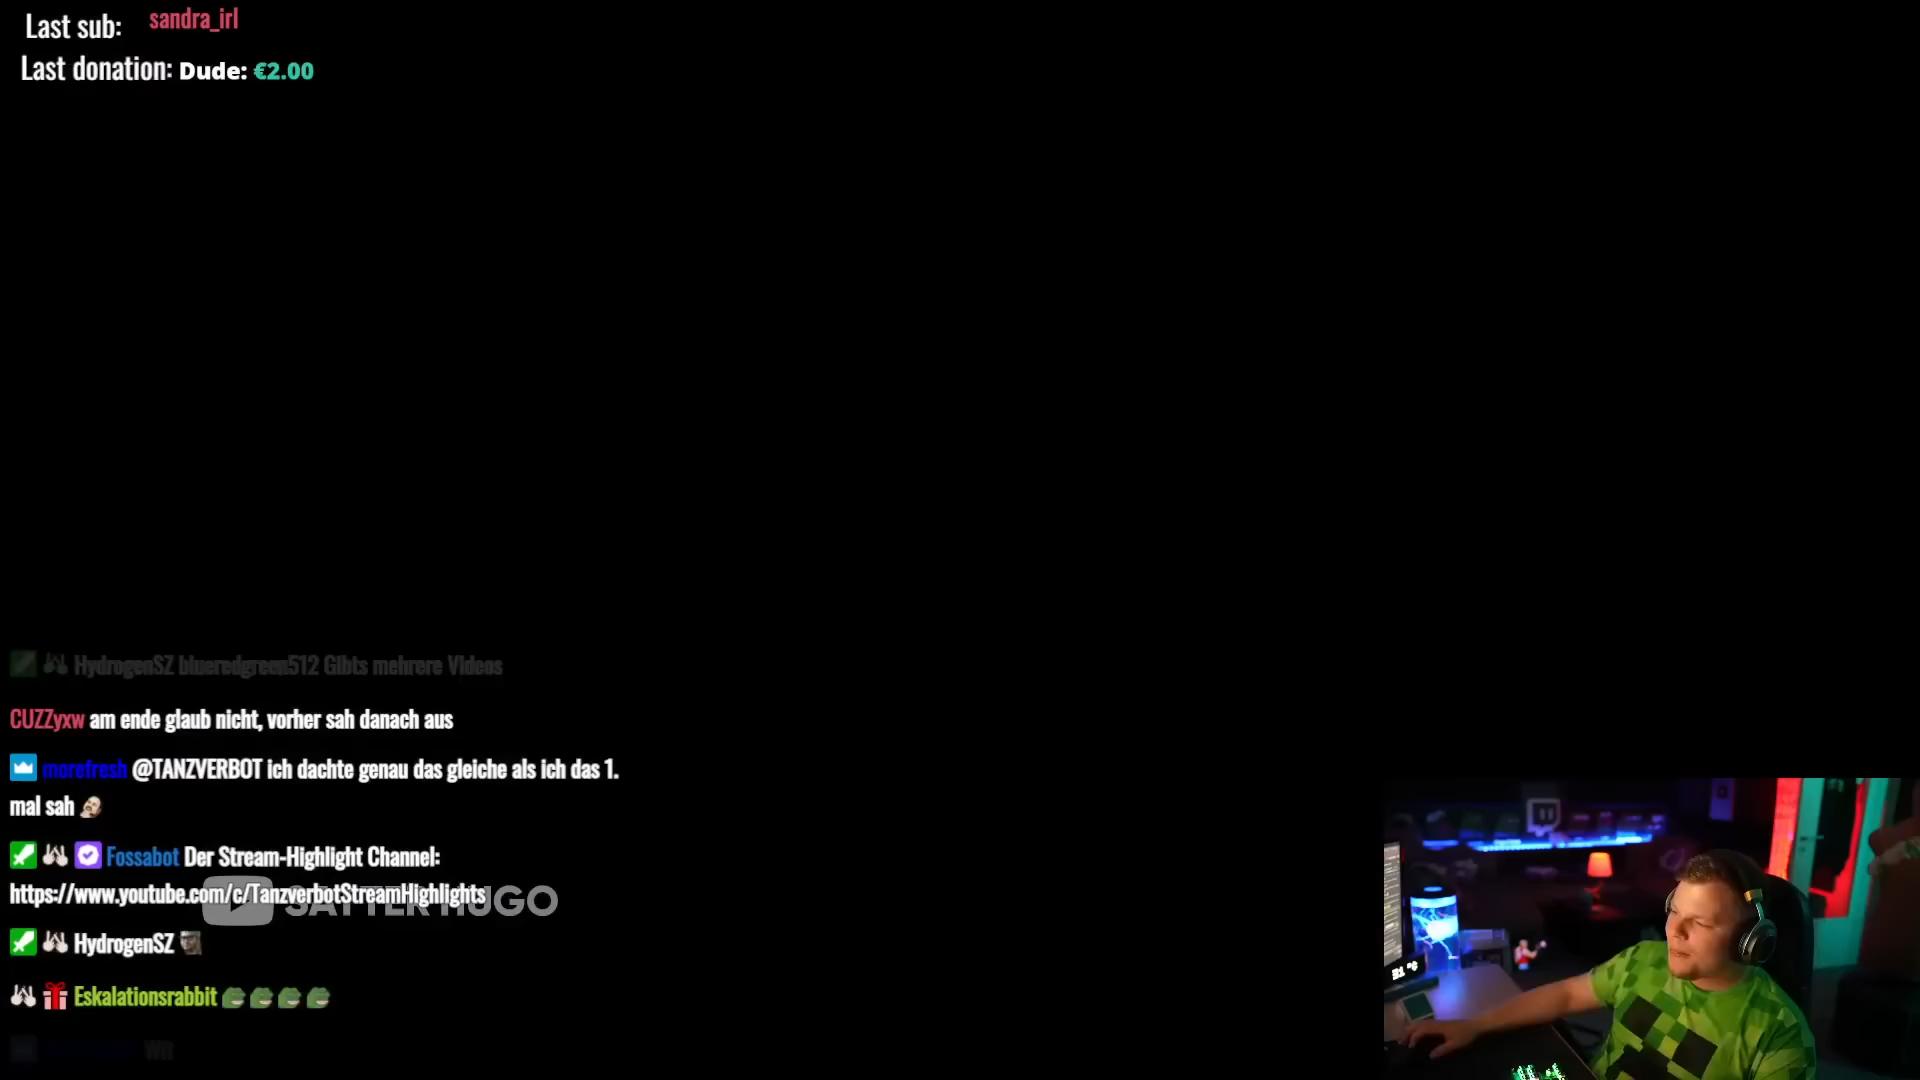 Last sub: sandra_irl
Last donation: Dude: €2.00
HydrogenSZ blueredgreen512 Gibts mehrere Videos
CUZZyxw am ende glaub nicht, vorher sah danach aus
morefresh @TANZVERBOT ich dachte genau das gleiche als ich das 1.
mal sah
Fossabot Der Stream-Highlight Channel:
https://www.youtube.com/c/TanzverbotStreamHighlights
SATTER HUGO
HydrogenSZ
Eskalationsrabbit